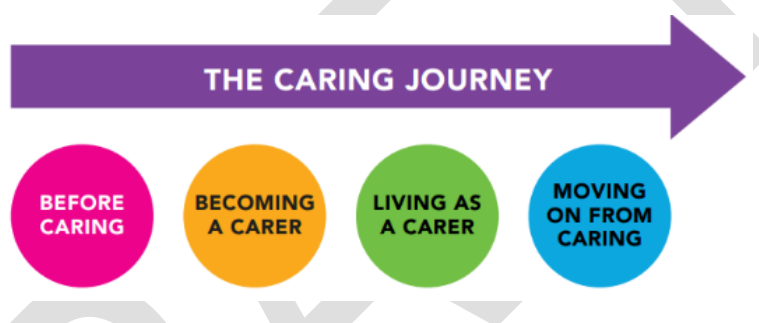 THE CARING JOURNEY
BEFORE
CARING
BECOMING
A CARER
LIVING AS
A CARER
MOVING
ON FROM
CARING